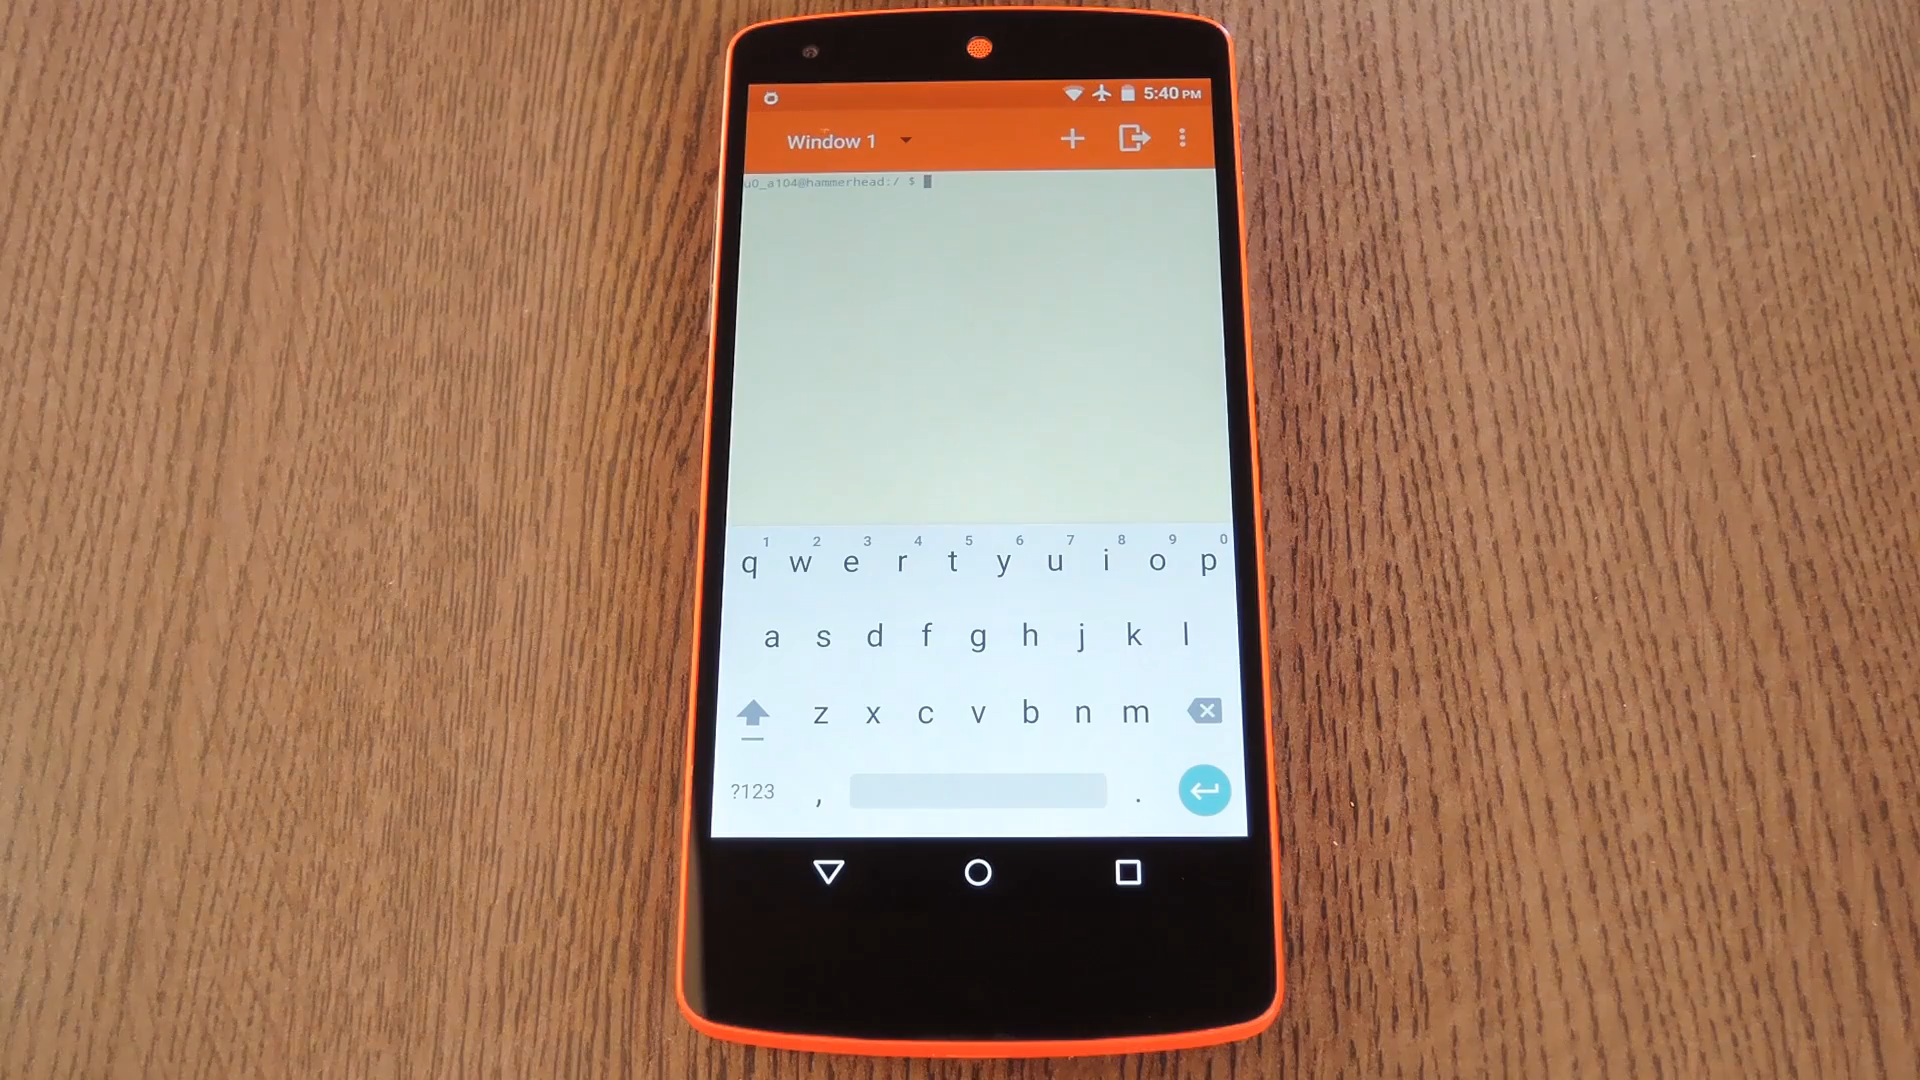 5:40 PM
Window 1
u0_a104@hammerhead:/ $
1 2 3 4 5 6 7 8 9 0
q w e r t y u i o p
a s d f g h j k l
z x c v b n m
?123 , .